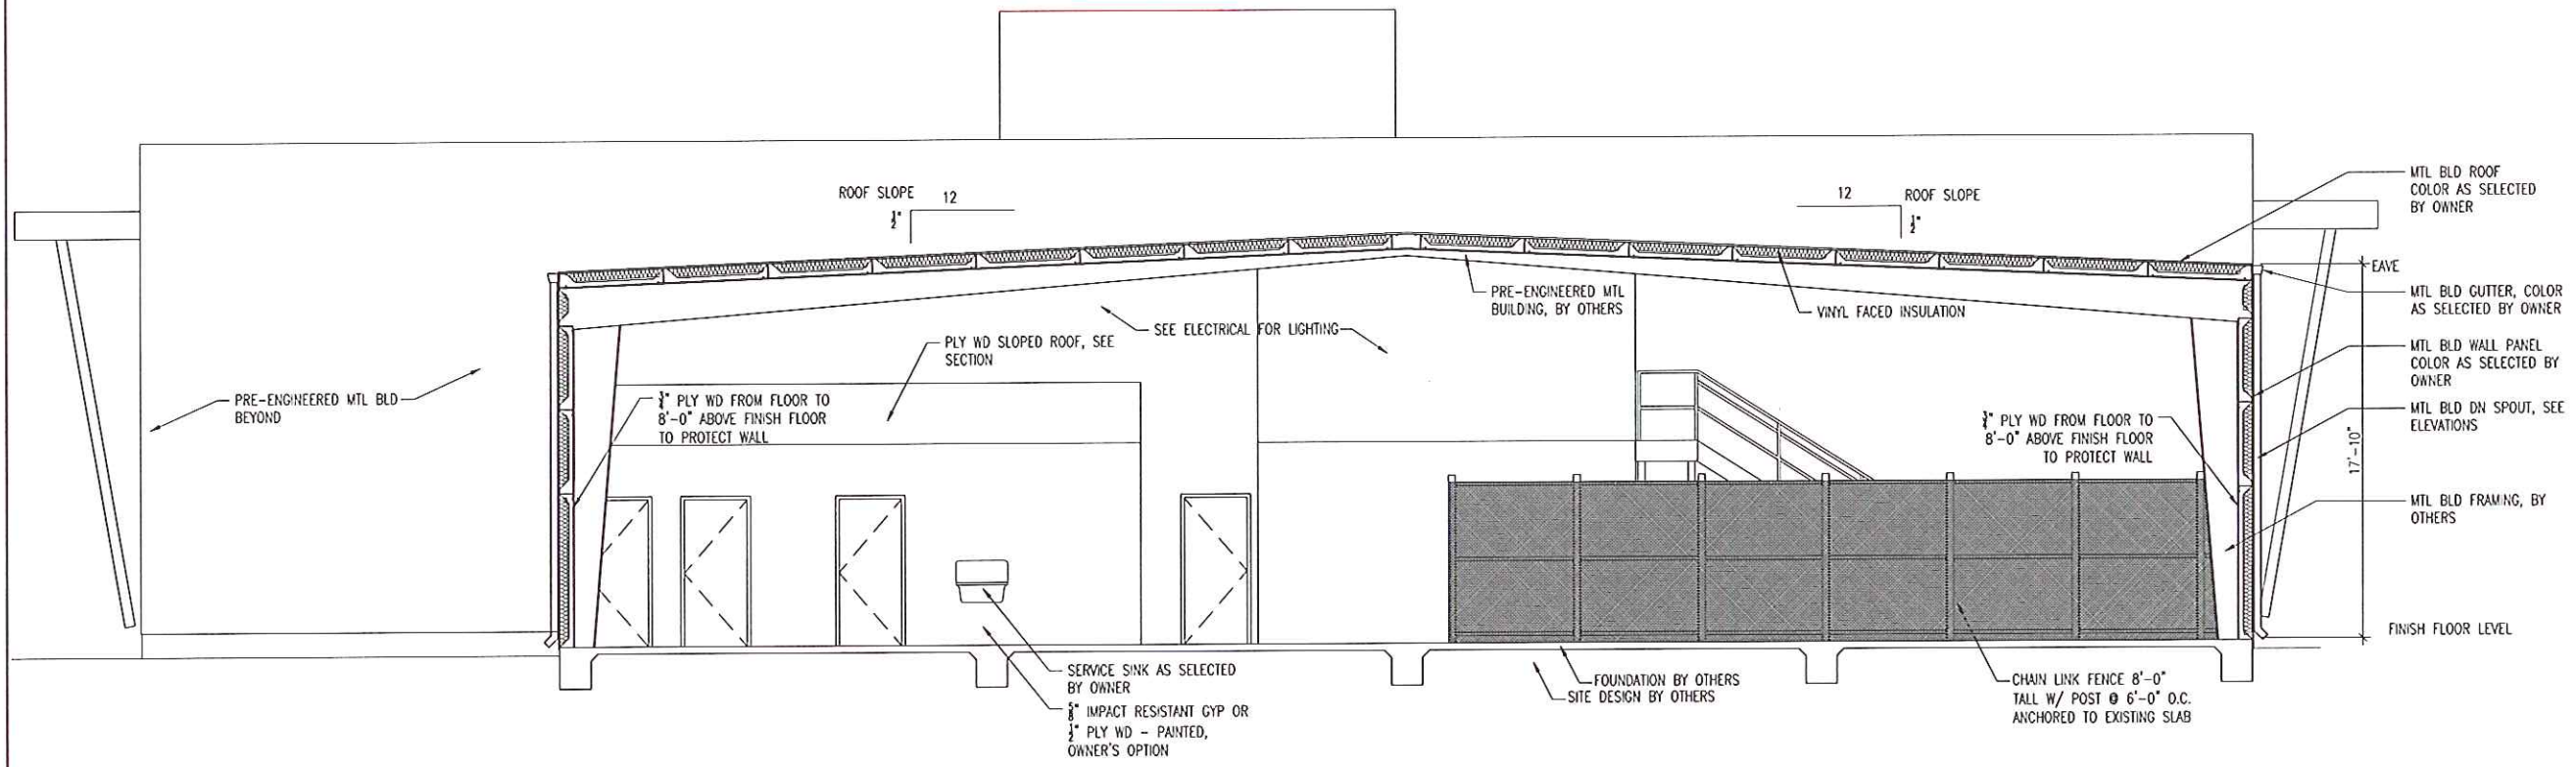 ROOF SLOPE
12
1/2"
12
ROOF SLOPE
1/2"
MTL BLD ROOF
COLOR AS SELECTED
BY OWNER
EAVE
MTL BLD GUTTER, COLOR
AS SELECTED BY OWNER
PRE-ENGINEERED MTL
BUILDING, BY OTHERS
VINYL FACED INSULATION
SEE ELECTRICAL FOR LIGHTING
PLY WD SLOPED ROOF, SEE
SECTION
MTL BLD WALL PANEL
COLOR AS SELECTED BY
OWNER
PRE-ENGINEERED MTL BLD
BEYOND
3/4" PLY WD FROM FLOOR TO
8'-0" ABOVE FINISH FLOOR
TO PROTECT WALL
3/4" PLY WD FROM FLOOR TO
8'-0" ABOVE FINISH FLOOR
TO PROTECT WALL
MTL BLD DN SPOUT, SEE
ELEVATIONS
17'-10"
MTL BLD FRAMING, BY
OTHERS
FINISH FLOOR LEVEL
SERVICE SINK AS SELECTED
BY OWNER
5/8" IMPACT RESISTANT GYP OR
1/2" PLY WD - PAINTED,
OWNER'S OPTION
FOUNDATION BY OTHERS
SITE DESIGN BY OTHERS
CHAIN LINK FENCE 8'-0"
TALL W/ POST @ 6'-0" O.C.
ANCHORED TO EXISTING SLAB